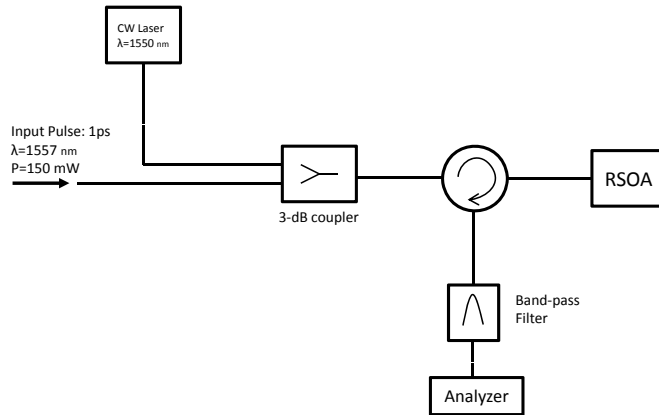 CW Laser
λ=1550 nm
Input Pulse: 1ps
λ=1557 nm
P=150 mW
3-dB coupler
RSOA
Band-pass
Filter
Analyzer